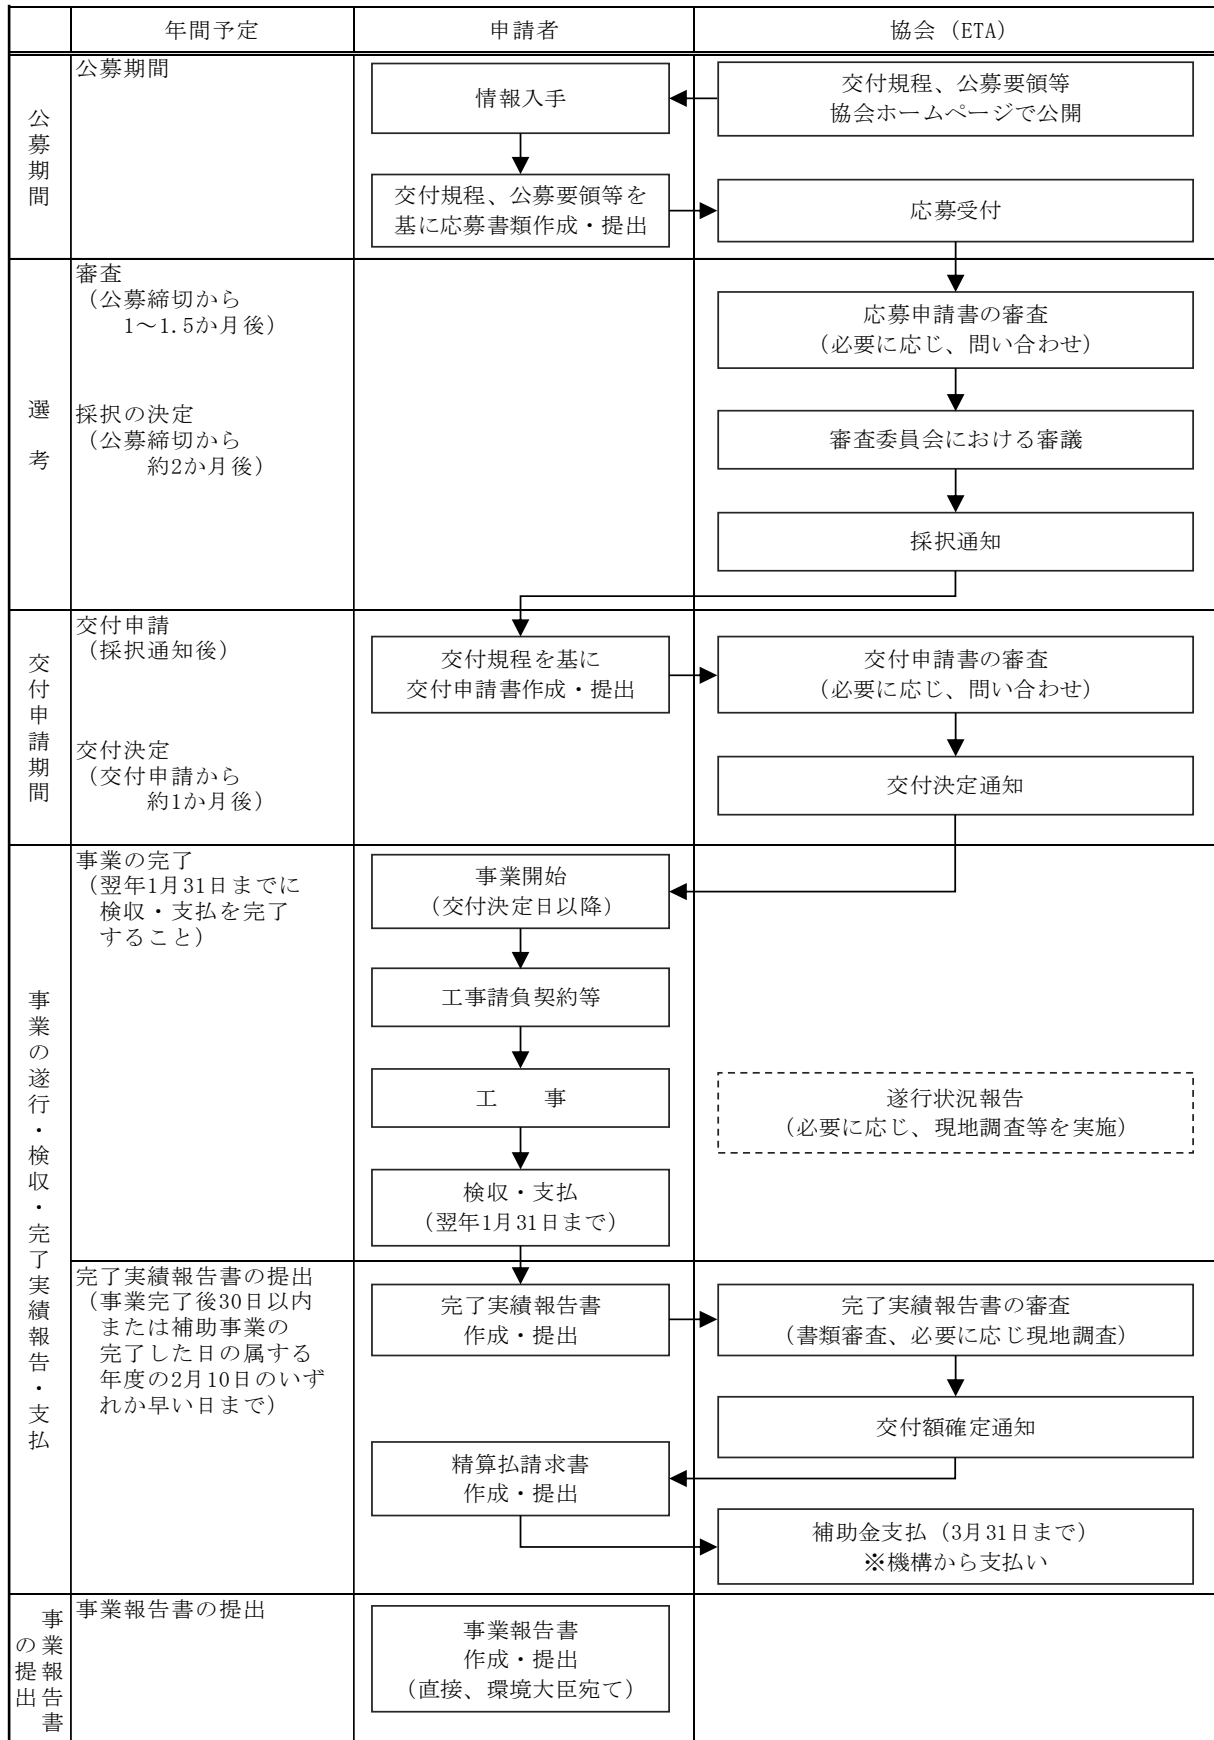 年間予定
申請者
協会（ETA）
公募期間
公募期間
情報入手
交付規程、公募要領等
協会ホームページで公開
交付規程、公募要領等を
基に応募書類作成・提出
応募受付
選考
審査
（公募締切から
1～1.5か月後）
採択の決定
（公募締切から
約2か月後）
応募申請書の審査
（必要に応じ、問い合わせ）
審査委員会における審議
採択通知
交付申請期間
交付申請
（採択通知後）
交付決定
（交付申請から
約1か月後）
交付規程を基に
交付申請書作成・提出
交付申請書の審査
（必要に応じ、問い合わせ）
交付決定通知
事業の遂行・検収・完了実績報告・支払
事業の完了
（翌年1月31日までに
検収・支払を完了
すること）
事業開始
（交付決定日以降）
工事請負契約等
工　事
検収・支払
（翌年1月31日まで）
遂行状況報告
（必要に応じ、現地調査等を実施）
完了実績報告書の提出
（事業完了後30日以内
または補助事業の
完了した日の属する
年度の2月10日のいず
れか早い日まで）
完了実績報告書
作成・提出
完了実績報告書の審査
（書類審査、必要に応じ現地調査）
交付額確定通知
精算払請求書
作成・提出
補助金支払（3月31日まで）
※機構から支払い
事業報告書
の提出
事業報告書の提出
事業報告書
作成・提出
（直接、環境大臣宛て）